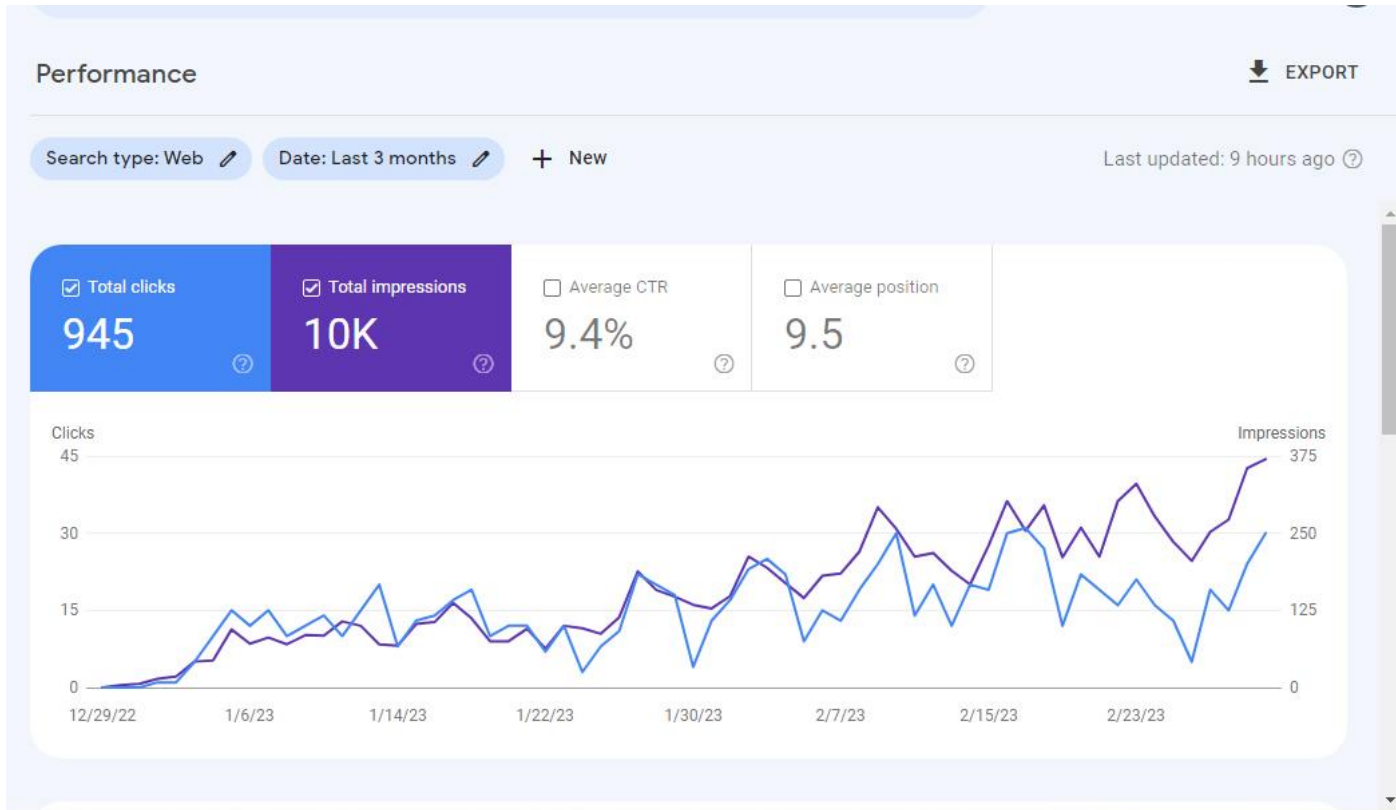 Performance
EXPORT
Search type: Web
Date: Last 3 months
+ New
Last updated: 9 hours ago
Total clicks
945
Total impressions
10K
Average CTR
9.4%
Average position
9.5
Clicks
Impressions
45
375
30
250
15
125
0
0
12/29/22
1/6/23
1/14/23
1/22/23
1/30/23
2/7/23
2/15/23
2/23/23